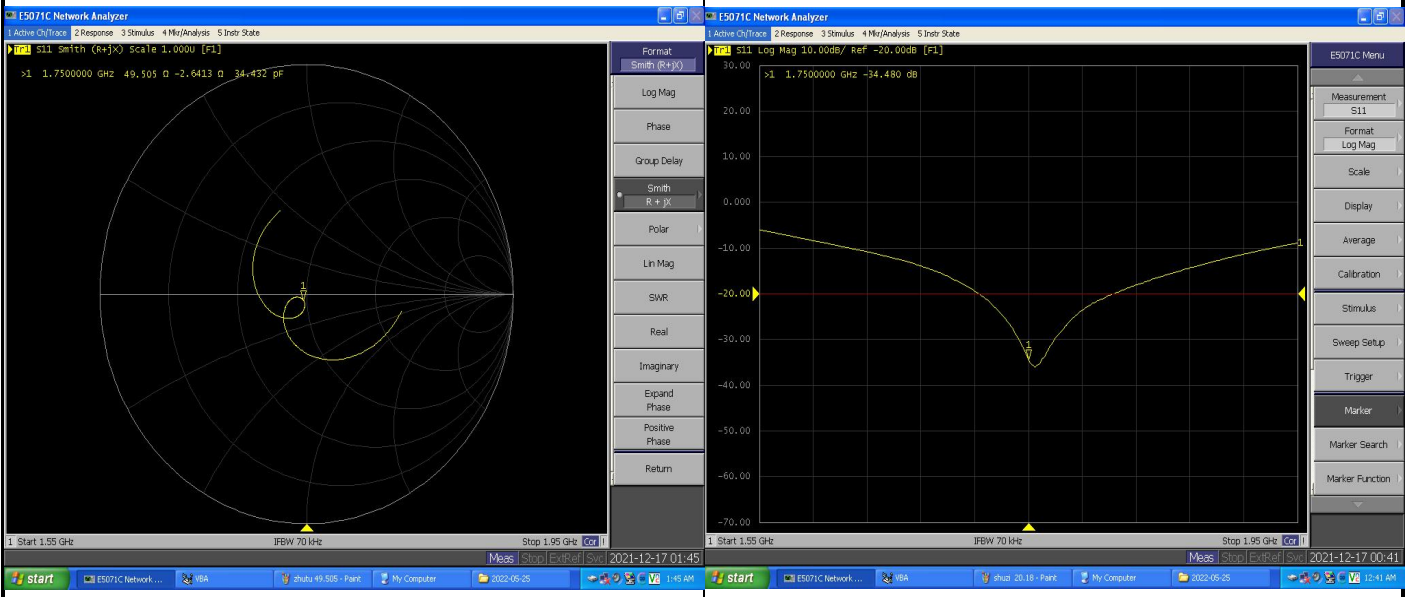 E5071C Network Analyzer
1 Active Ch/Trace 2 Response 3 Stimulus 4 Mkr/Analysis 5 Instr State
Tr1 S11 Smith (R+jX) Scale 1.000U [F1]
>1 1.7500000 GHz 49.505 Ω -2.6413 Ω 34.432 pF
1
Format
Smith (R+jX)
Log Mag
Phase
Group Delay
Smith
R + jX
Polar
Lin Mag
SWR
Real
Imaginary
Expand
Phase
Positive
Phase
Return
1 Start 1.55 GHz IFBW 70 kHz Stop 1.95 GHz Cor !
Meas Stop ExtRef Svc 2021-12-17 01:45
start E5071C Network ... VBA zhutu 49.505 - Paint My Computer 2022-05-25 1:45 AM
E5071C Network Analyzer
1 Active Ch/Trace 2 Response 3 Stimulus 4 Mkr/Analysis 5 Instr State
Tr1 S11 Log Mag 10.00dB/ Ref -20.00dB [F1]
>1 1.7500000 GHz -34.480 dB
30.00
20.00
10.00
0.000
-10.00
-20.00
-30.00
-40.00
-50.00
-60.00
-70.00
1
1
E5071C Menu
Measurement
S11
Format
Log Mag
Scale
Display
Average
Calibration
Stimulus
Sweep Setup
Trigger
Marker
Marker Search
Marker Function
1 Start 1.55 GHz IFBW 70 kHz Stop 1.95 GHz Cor !
Meas Stop ExtRef Svc 2021-12-17 00:41
start E5071C Network ... VBA shuzi 20.18 - Paint My Computer 2022-05-25 12:41 AM